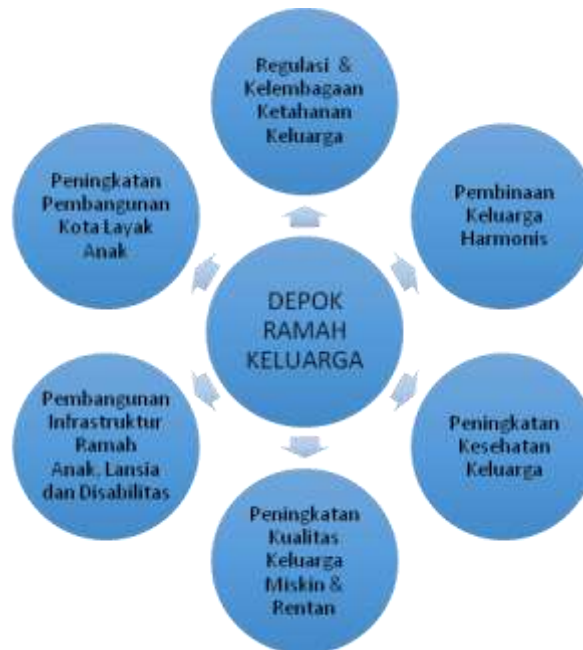 Regulasi &
Kelembagaan
Ketahanan
Keluarga
Peningkatan
Pembangunan
Kota Layak
Anak
Pembinaan
Keluarga
Harmonis
DEPOK
RAMAH
KELUARGA
Pembangunan
Infrastruktur
Ramah
Anak, Lansia
dan Disabilitas
Peningkatan
Kesehatan
Keluarga
Peningkatan
Kualitas
Keluarga
Miskin &
Rentan